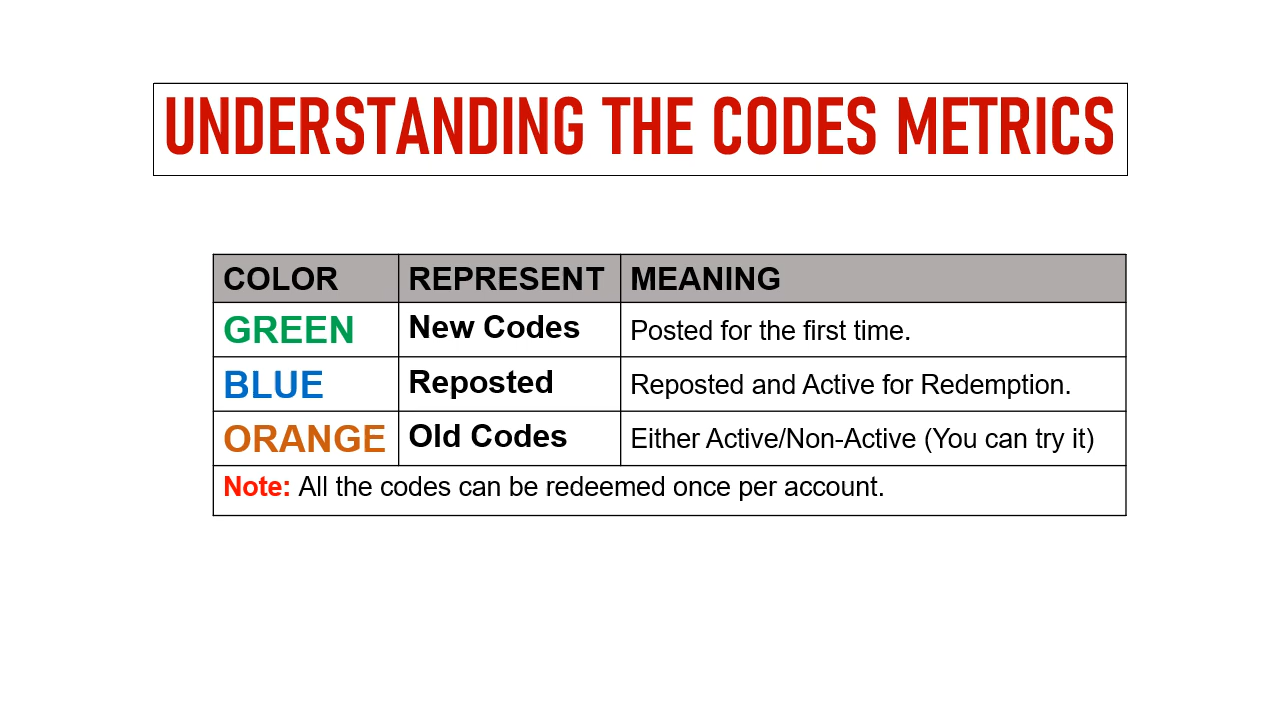 UNDERSTANDING THE CODES METRICS
COLOR REPRESENT MEANING
GREEN New Codes Posted for the first time.
BLUE Reposted Reposted and Active for Redemption.
ORANGE Old Codes Either Active/Non-Active (You can try it)
Note: All the codes can be redeemed once per account.